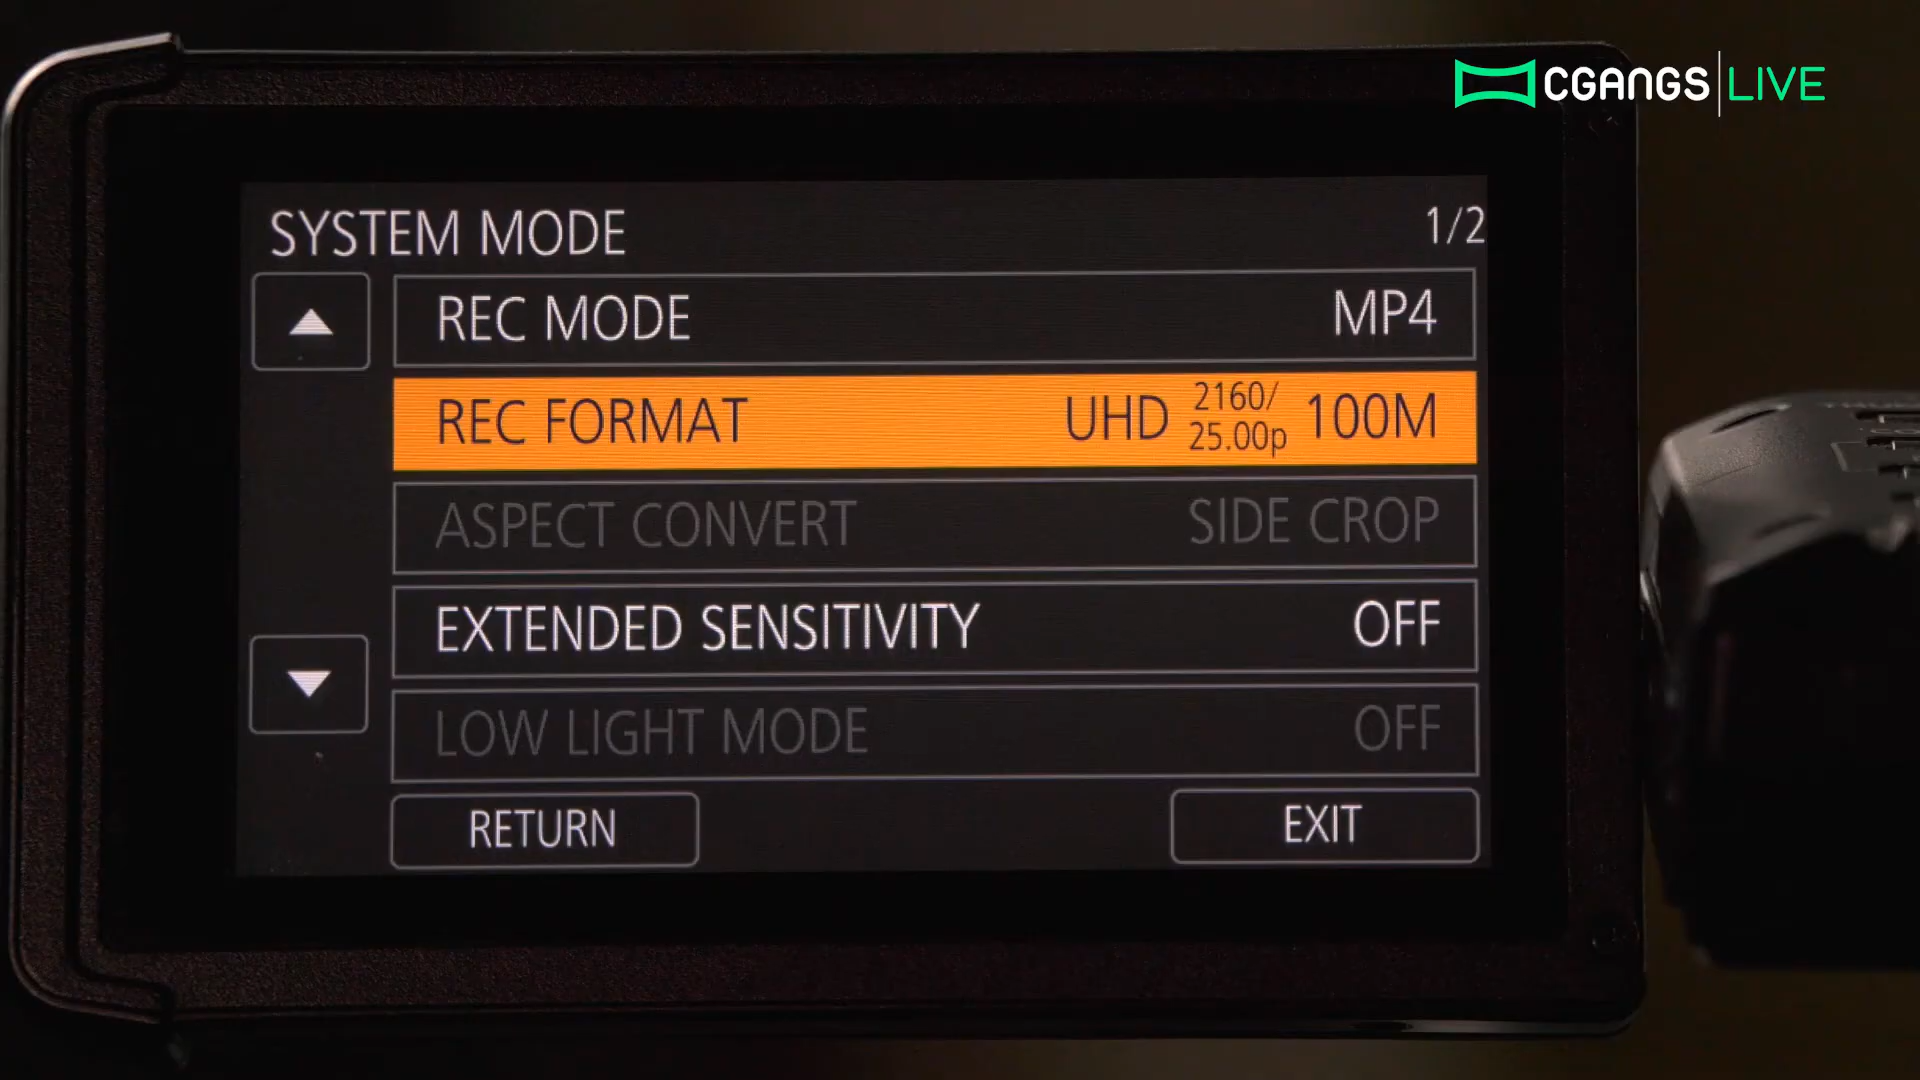 CGANGS LIVE
SYSTEM MODE 1/2
REC MODE MP4
REC FORMAT UHD 2160/ 25.00p 100M
ASPECT CONVERT SIDE CROP
EXTENDED SENSITIVITY OFF
LOW LIGHT MODE OFF
RETURN EXIT